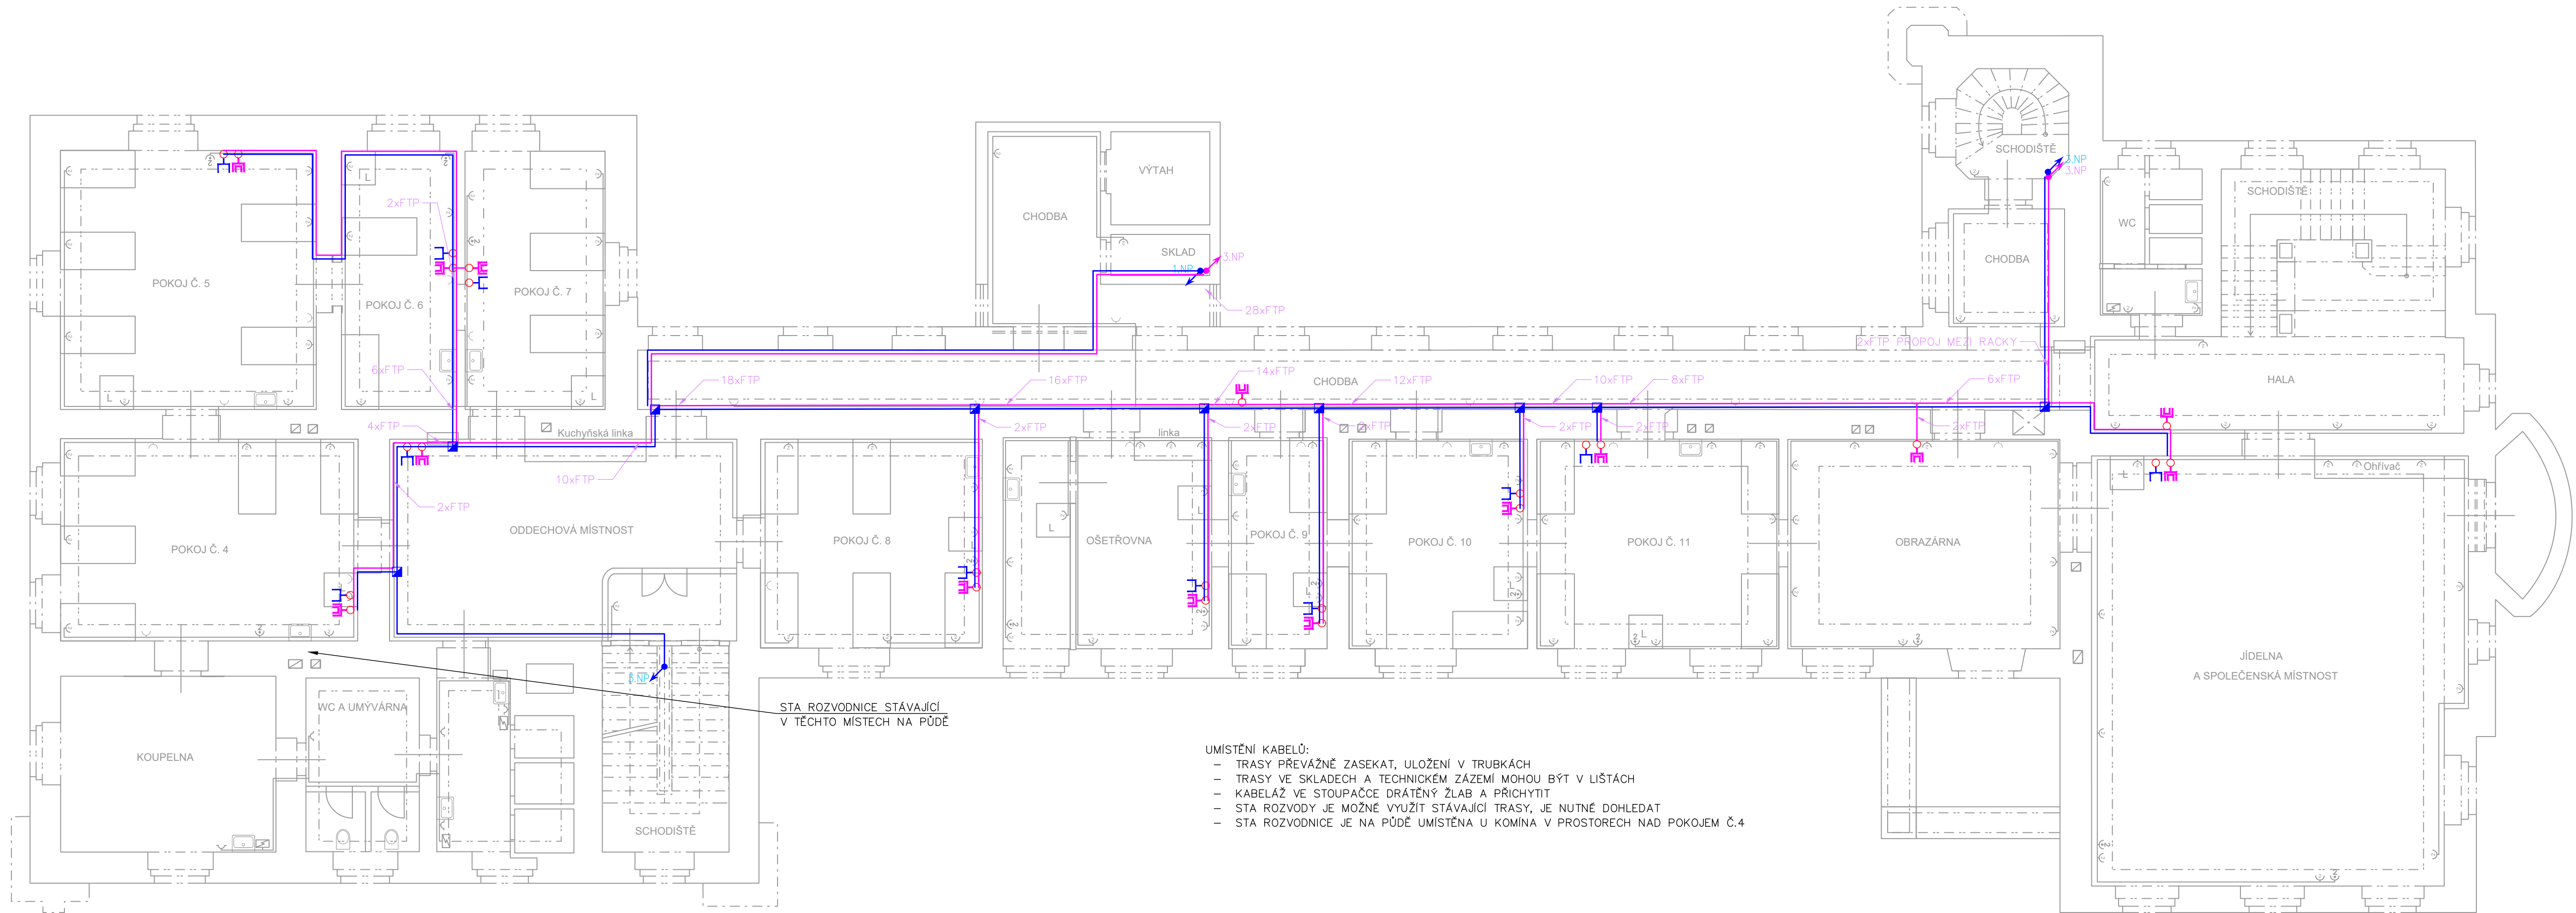 SCHODIŠTĚ
3.NP
3.NP
VÝTAH
SCHODIŠTĚ
2xFTP
CHODBA
WC
SKLAD
3.NP
1.NP
CHODBA
POKOJ Č. 5
POKOJ Č. 6
POKOJ Č. 7
28xFTP
2xFTP PROPOJ MEZI RACKY
6xFTP
18xFTP
16xFTP
14xFTP
CHODBA
12xFTP
10xFTP
8xFTP
6xFTP
HALA
4xFTP
Kuchyňská linka
2xFTP
linka
2xFTP
2xFTP
2xFTP
2xFTP
2xFTP
Ohřívač
10xFTP
2xFTP
ODDECHOVÁ MÍSTNOST
POKOJ Č. 4
POKOJ Č. 8
OŠETŘOVNA
POKOJ Č. 9
POKOJ Č. 10
POKOJ Č. 11
OBRAZÁRNA
JÍDELNA
A SPOLEČENSKÁ MÍSTNOST
3.NP
WC A UMÝVÁRNA
STA ROZVODNICE STÁVAJÍCÍ
V TĚCHTO MÍSTECH NA PŮDĚ
KOUPELNA
SCHODIŠTĚ
UMÍSTĚNÍ KABELŮ:
– TRASY PŘEVÁŽNĚ ZASEKAT, ULOŽENÍ V TRUBKÁCH
– TRASY VE SKLADECH A TECHNICKÉM ZÁZEMÍ MOHOU BÝT V LIŠTÁCH
– KABELÁŽ VE STOUPAČCE DRÁTĚNÝ ŽLAB A PŘICHYTIT
– STA ROZVODY JE MOŽNÉ VYUŽÍT STÁVAJÍCÍ TRASY, JE NUTNÉ DOHLEDAT
– STA ROZVODNICE JE NA PŮDĚ UMÍSTĚNA U KOMÍNA V PROSTORECH NAD POKOJEM Č.4